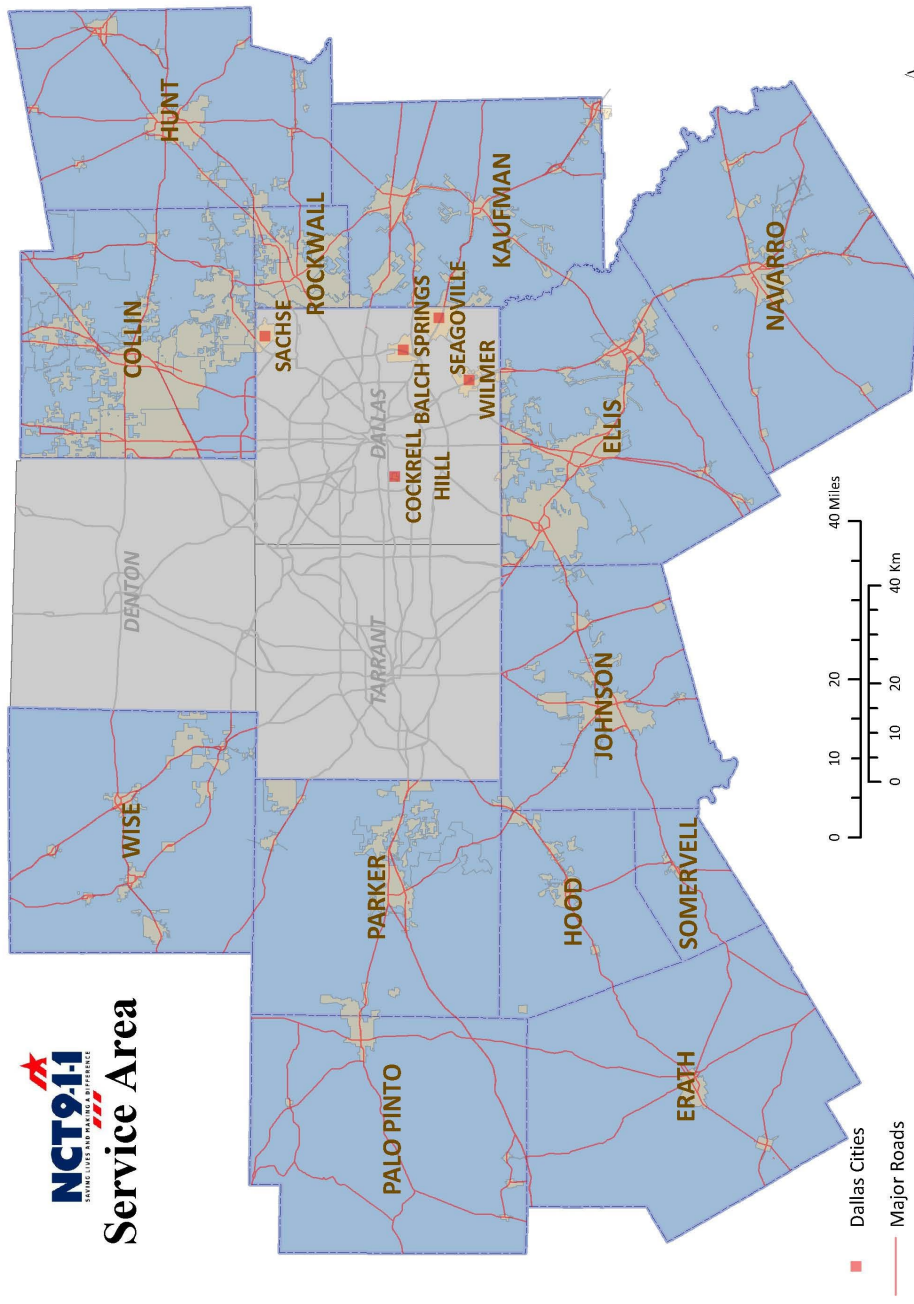 NCT9-1-1
SAVING LIVES AND MAKING A DIFFERENCE
Service Area
WISE
DENTON
COLLIN
HUNT
PALO PINTO
PARKER
TARRANT
DALLAS
SACHSE
ROCKWALL
COCKRELL
HILL
BALCH SPRINGS
SEAGOVILLE
WILMER
KAUFMAN
ERATH
HOOD
SOMERVELL
JOHNSON
ELLIS
NAVARRO
Dallas Cities
Major Roads
0 10 20 40 Miles
0 10 20 40 Km